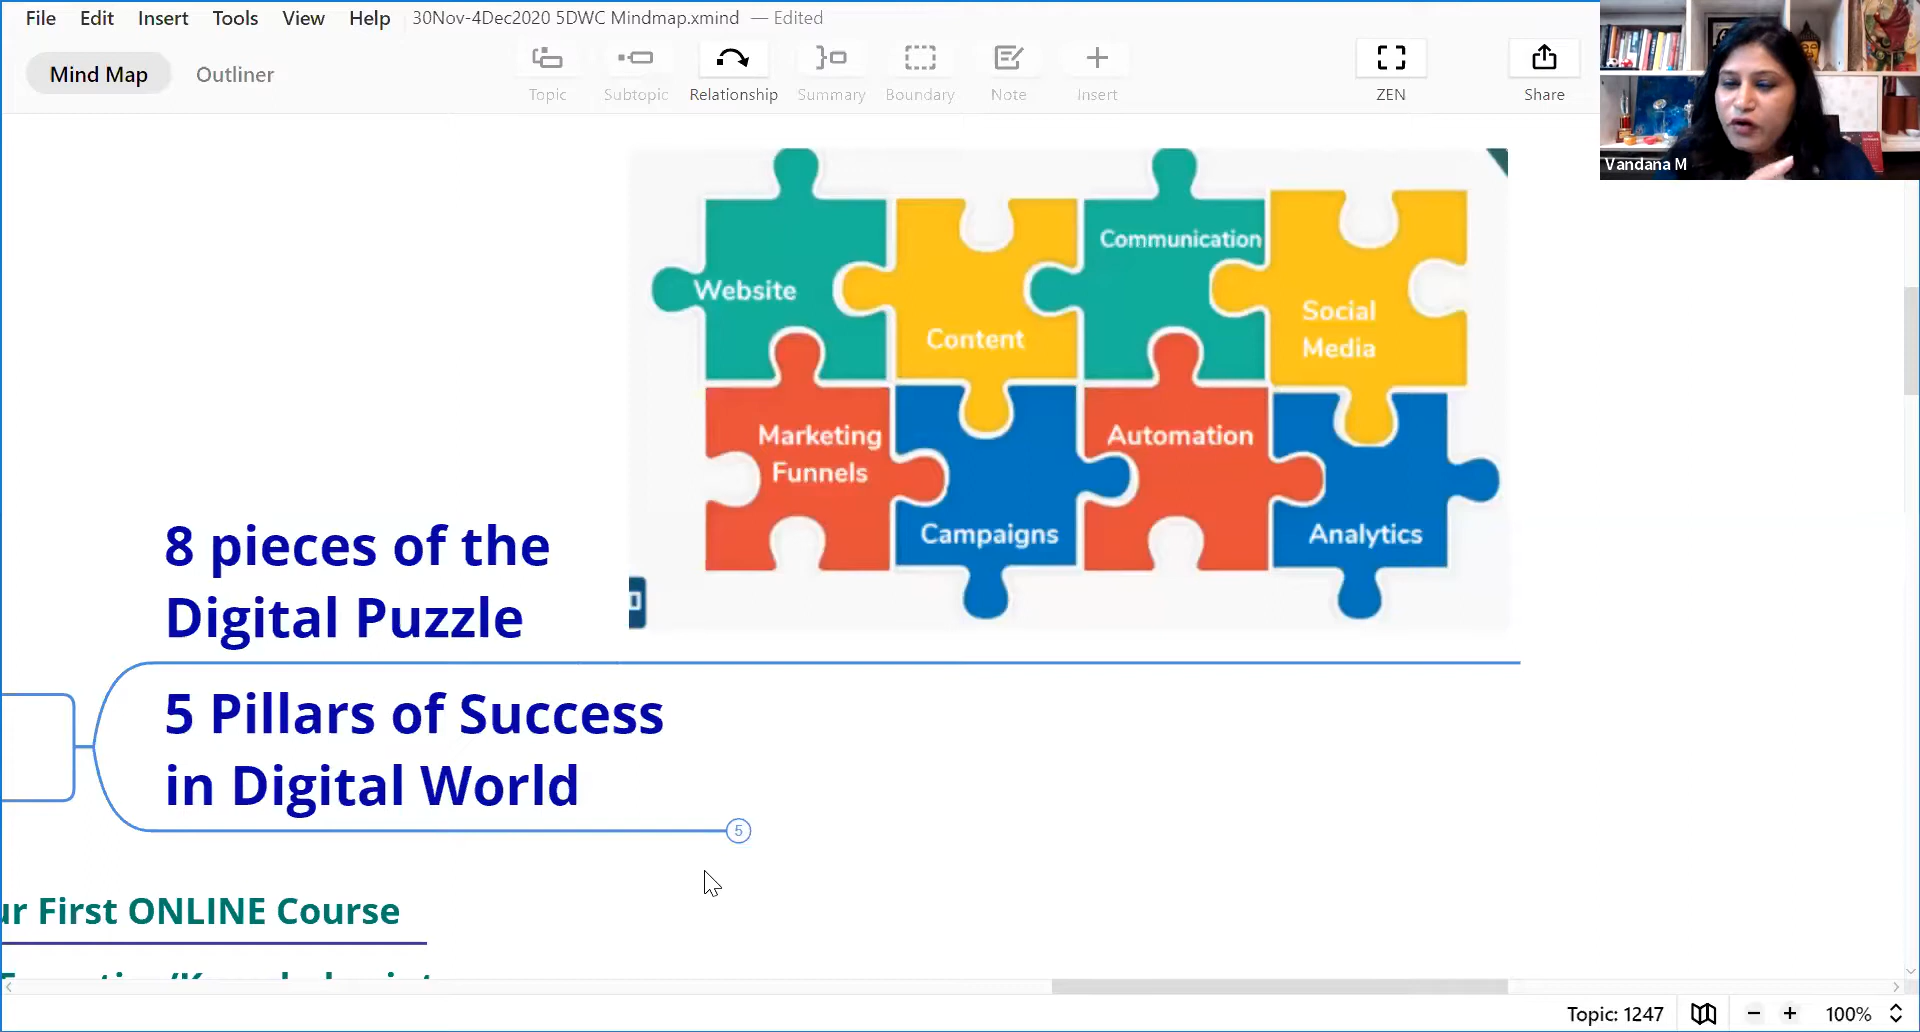 File Edit Insert Tools View Help 30Nov-4Dec2020 5DWC Mindmap.xmind — Edited
Mind Map Outliner
Topic Subtopic Relationship Summary Boundary Note Insert ZEN Share
Vandana M
Website
Content
Communication
Social
Media
Marketing
Funnels
Campaigns
Automation
Analytics
8 pieces of the
Digital Puzzle
5 Pillars of Success
in Digital World
5
First ONLINE Course
Topic: 1247 100%